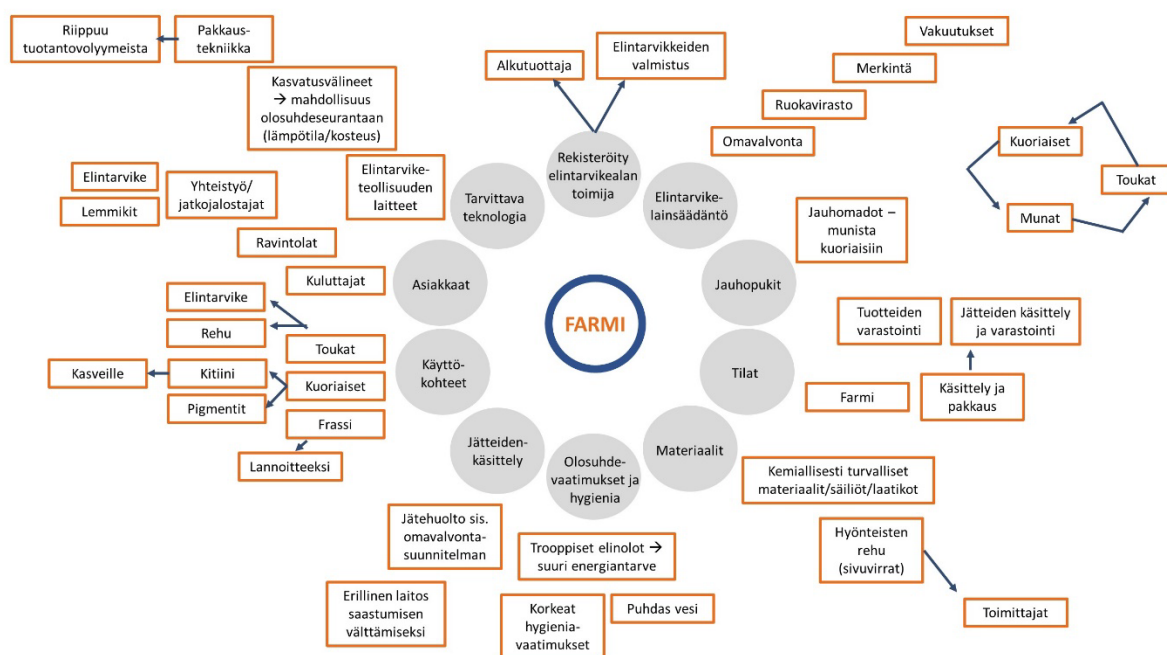 Riippuu
tuotantovolyymeista
Pakkaus-
tekniikka
Kasvatusvälineet
→ mahdollisuus
olosuhdeseurantaan
(lämpötila/kosteus)
Elintarvike-
teollisuuden
laitteet
Tarvittava
teknologia
Alkutuottaja
Elintarvikkeiden
valmistus
Rekisteröity
elintarvikealan
toimija
Vakuutukset
Merkintä
Ruokavirasto
Omavalvonta
Elintarvike-
lainsäädäntö
Kuoriaiset
Toukat
Munat
Jauhomadot –
munista
kuoriaisiin
Jauhopukit
Elintarvike
Lemmikit
Yhteistyö/
jatkojalostajat
Ravintolat
Kuluttajat
Asiakkaat
FARMI
Tuotteiden
varastointi
Jätteiden käsittely
ja varastointi
Farmi
Käsittely ja
pakkaus
Tilat
Elintarvike
Rehu
Toukat
Kasveille
Kitiini
Kuoriaiset
Pigmentit
Frassi
Lannoitteeksi
Käyttö-
kohteet
Jätteiden-
käsittely
Olosuhde-
vaatimukset ja
hygienia
Materiaalit
Kemiallisesti turvalliset
materiaalit/säiliöt/laatikot
Hyönteisten
rehu
(sivuvirrat)
Toimittajat
Jätehuolto sis.
omavalvonta-
suunnitelman
Erillinen laitos
saastumisen
välttämiseksi
Trooppiset elinolot →
suuri energiantarve
Korkeat
hygienia-
vaatimukset
Puhdas vesi